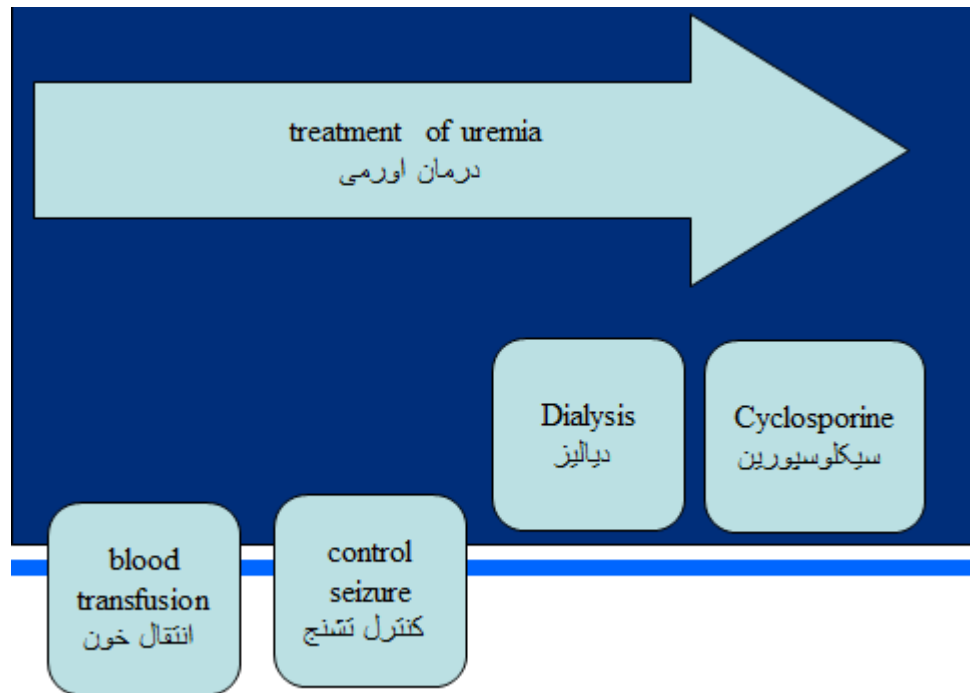 treatment of uremia
درمان اورمی
Dialysis
دیالیز
Cyclosporine
سیکلوسپورین
blood
transfusion
انتقال خون
control
seizure
کنترل تشنج